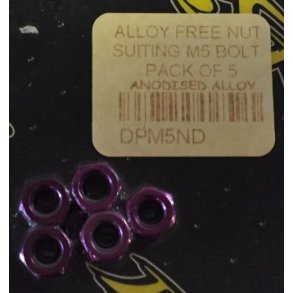 ALLOY FREE NUT
SUITING M5 BOLT
PACK OF 5
ANODISED ALLOY
DPM5ND